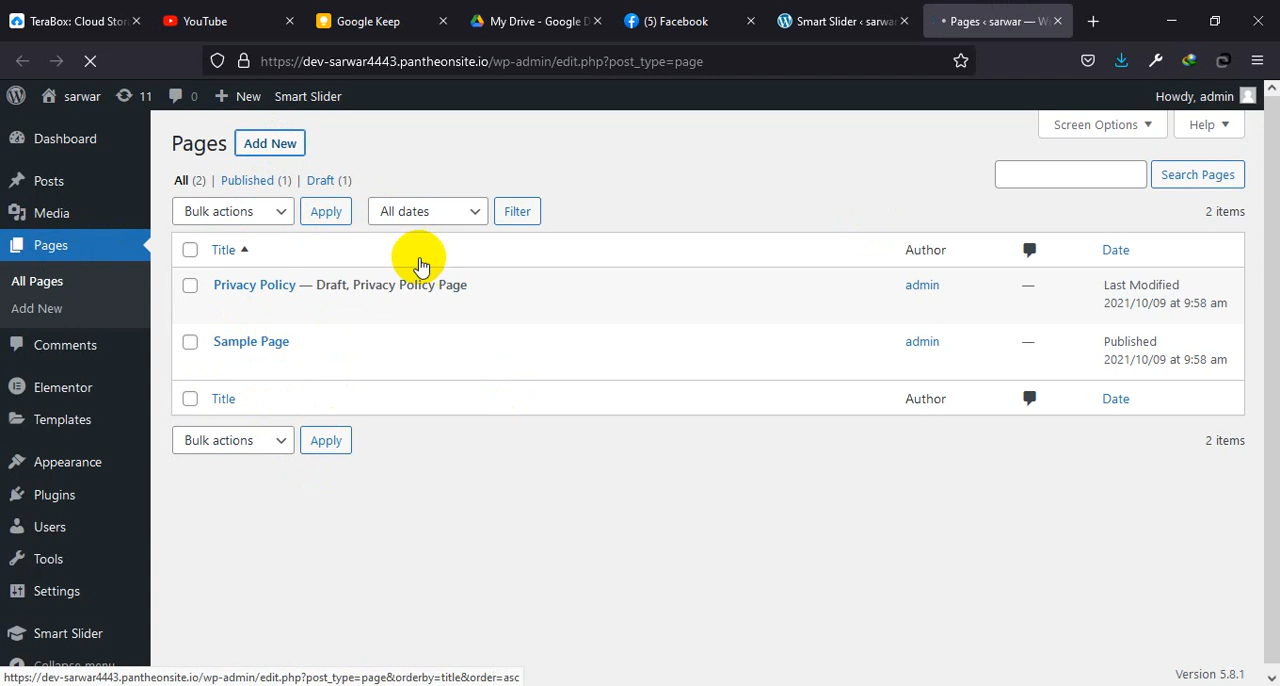 TeraBox: Cloud Stor
YouTube
Google Keep
My Drive - Google D
(5) Facebook
Smart Slider ‹ sarwar
Pages ‹ sarwar — W
https://dev-sarwar4443.pantheonsite.io/wp-admin/edit.php?post_type=page
sarwar
11
0
New
Smart Slider
Howdy, admin
Dashboard
Posts
Media
Pages
All Pages
Add New
Comments
Elementor
Templates
Appearance
Plugins
Users
Tools
Settings
Smart Slider
Collapse menu
Pages
Add New
Screen Options
Help
All (2) | Published (1) | Draft (1)
Search Pages
Bulk actions
Apply
All dates
Filter
2 items
Title
Author
Date
Privacy Policy — Draft, Privacy Policy Page
admin
—
Last Modified
2021/10/09 at 9:58 am
Sample Page
admin
—
Published
2021/10/09 at 9:58 am
Title
Author
Date
Bulk actions
Apply
2 items
Version 5.8.1
https://dev-sarwar4443.pantheonsite.io/wp-admin/edit.php?post_type=page&orderby=title&order=asc